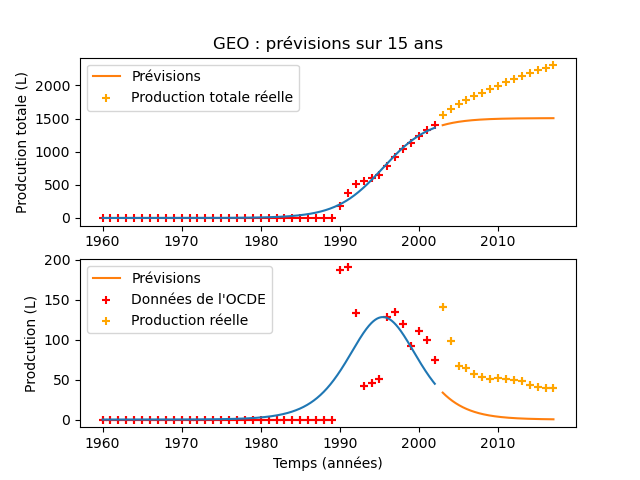 GEO : prévisions sur 15 ans
Prodcution totale (L)
2000
1500
1000
500
0
Prévisions
Production totale réelle
1960 1970 1980 1990 2000 2010
Prodcution (L)
200
150
100
50
0
Prévisions
Données de l'OCDE
Production réelle
1960 1970 1980 1990 2000 2010
Temps (années)